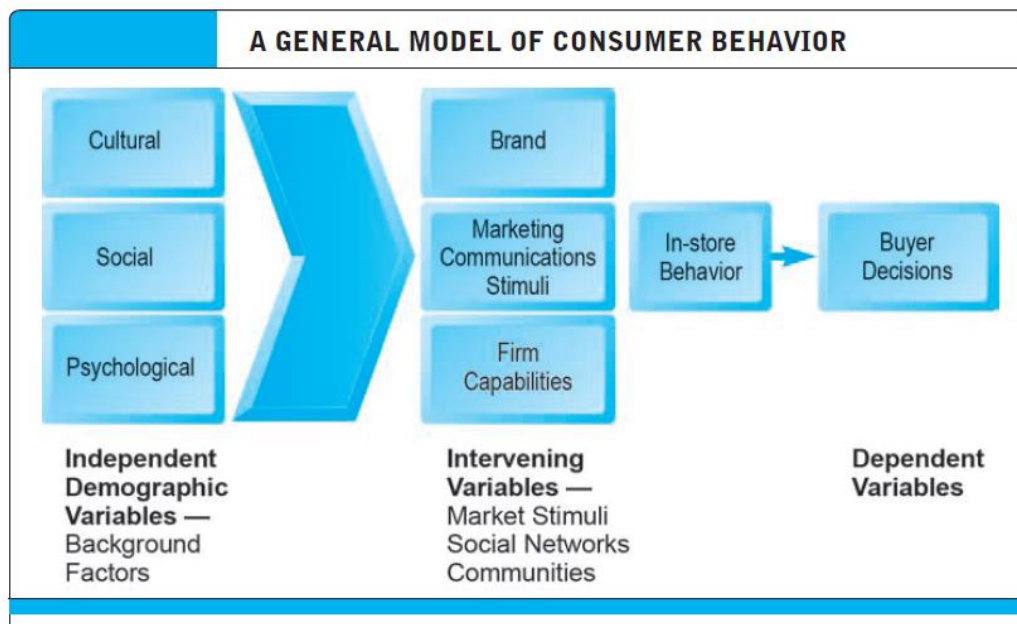 A GENERAL MODEL OF CONSUMER BEHAVIOR
Cultural
Social
Psychological
Brand
Marketing
Communications
Stimuli
Firm
Capabilities
In-store
Behavior
Buyer
Decisions
Independent
Demographic
Variables —
Background
Factors
Intervening
Variables —
Market Stimuli
Social Networks
Communities
Dependent
Variables